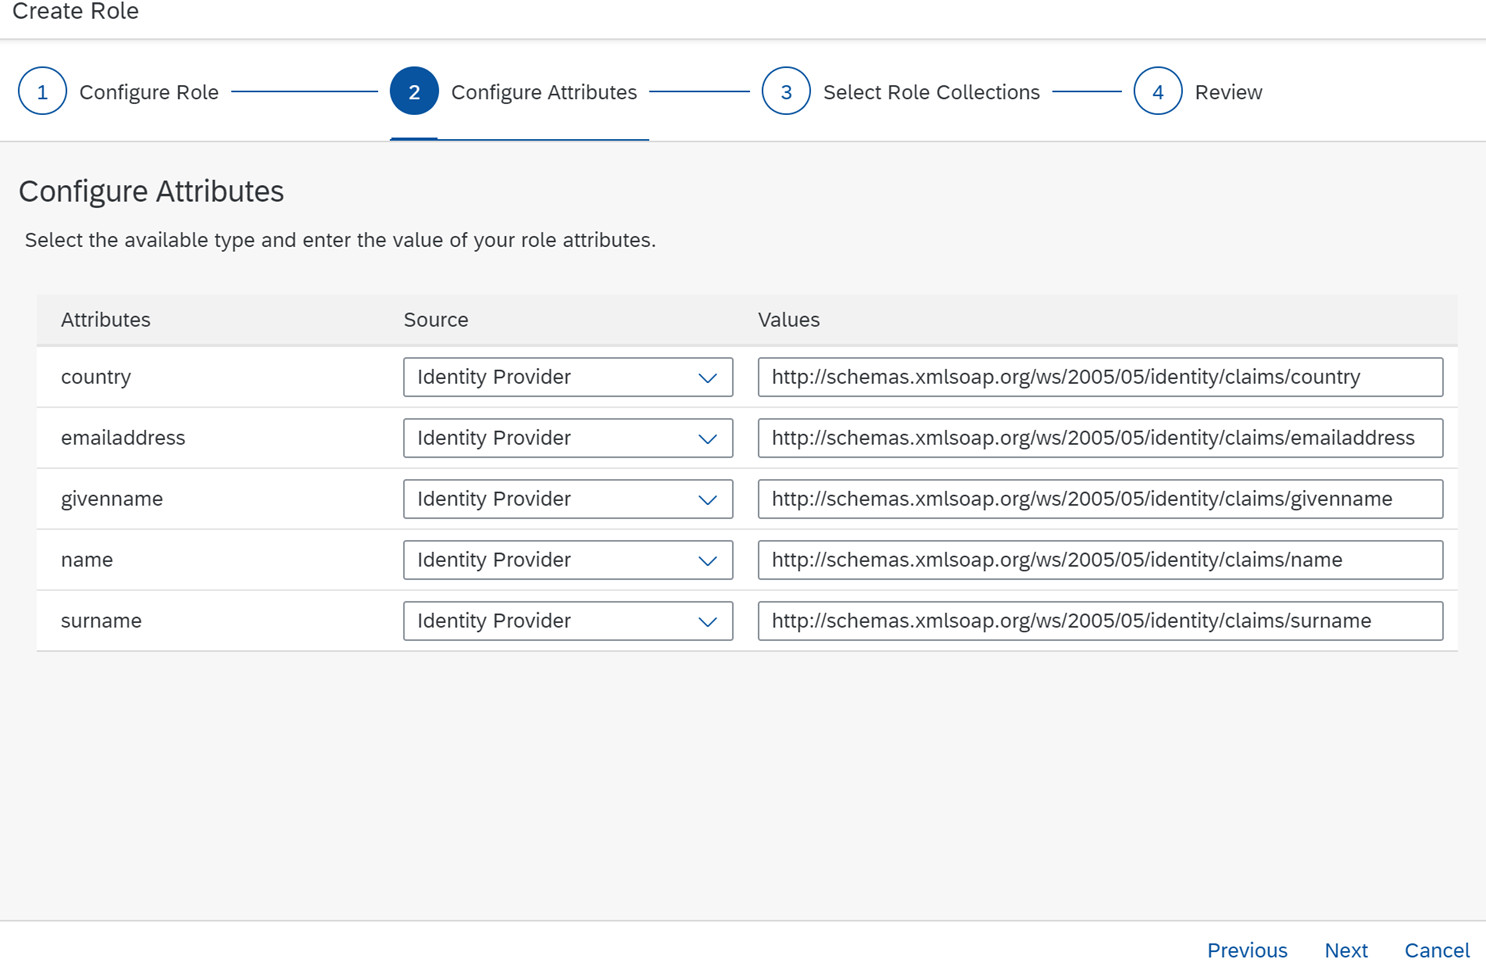 Create Role
1 Configure Role 2 Configure Attributes 3 Select Role Collections 4 Review
Configure Attributes
Select the available type and enter the value of your role attributes.
Attributes Source Values
country Identity Provider http://schemas.xmlsoap.org/ws/2005/05/identity/claims/country
emailaddress Identity Provider http://schemas.xmlsoap.org/ws/2005/05/identity/claims/emailaddress
givenname Identity Provider http://schemas.xmlsoap.org/ws/2005/05/identity/claims/givenname
name Identity Provider http://schemas.xmlsoap.org/ws/2005/05/identity/claims/name
surname Identity Provider http://schemas.xmlsoap.org/ws/2005/05/identity/claims/surname
Previous Next Cancel